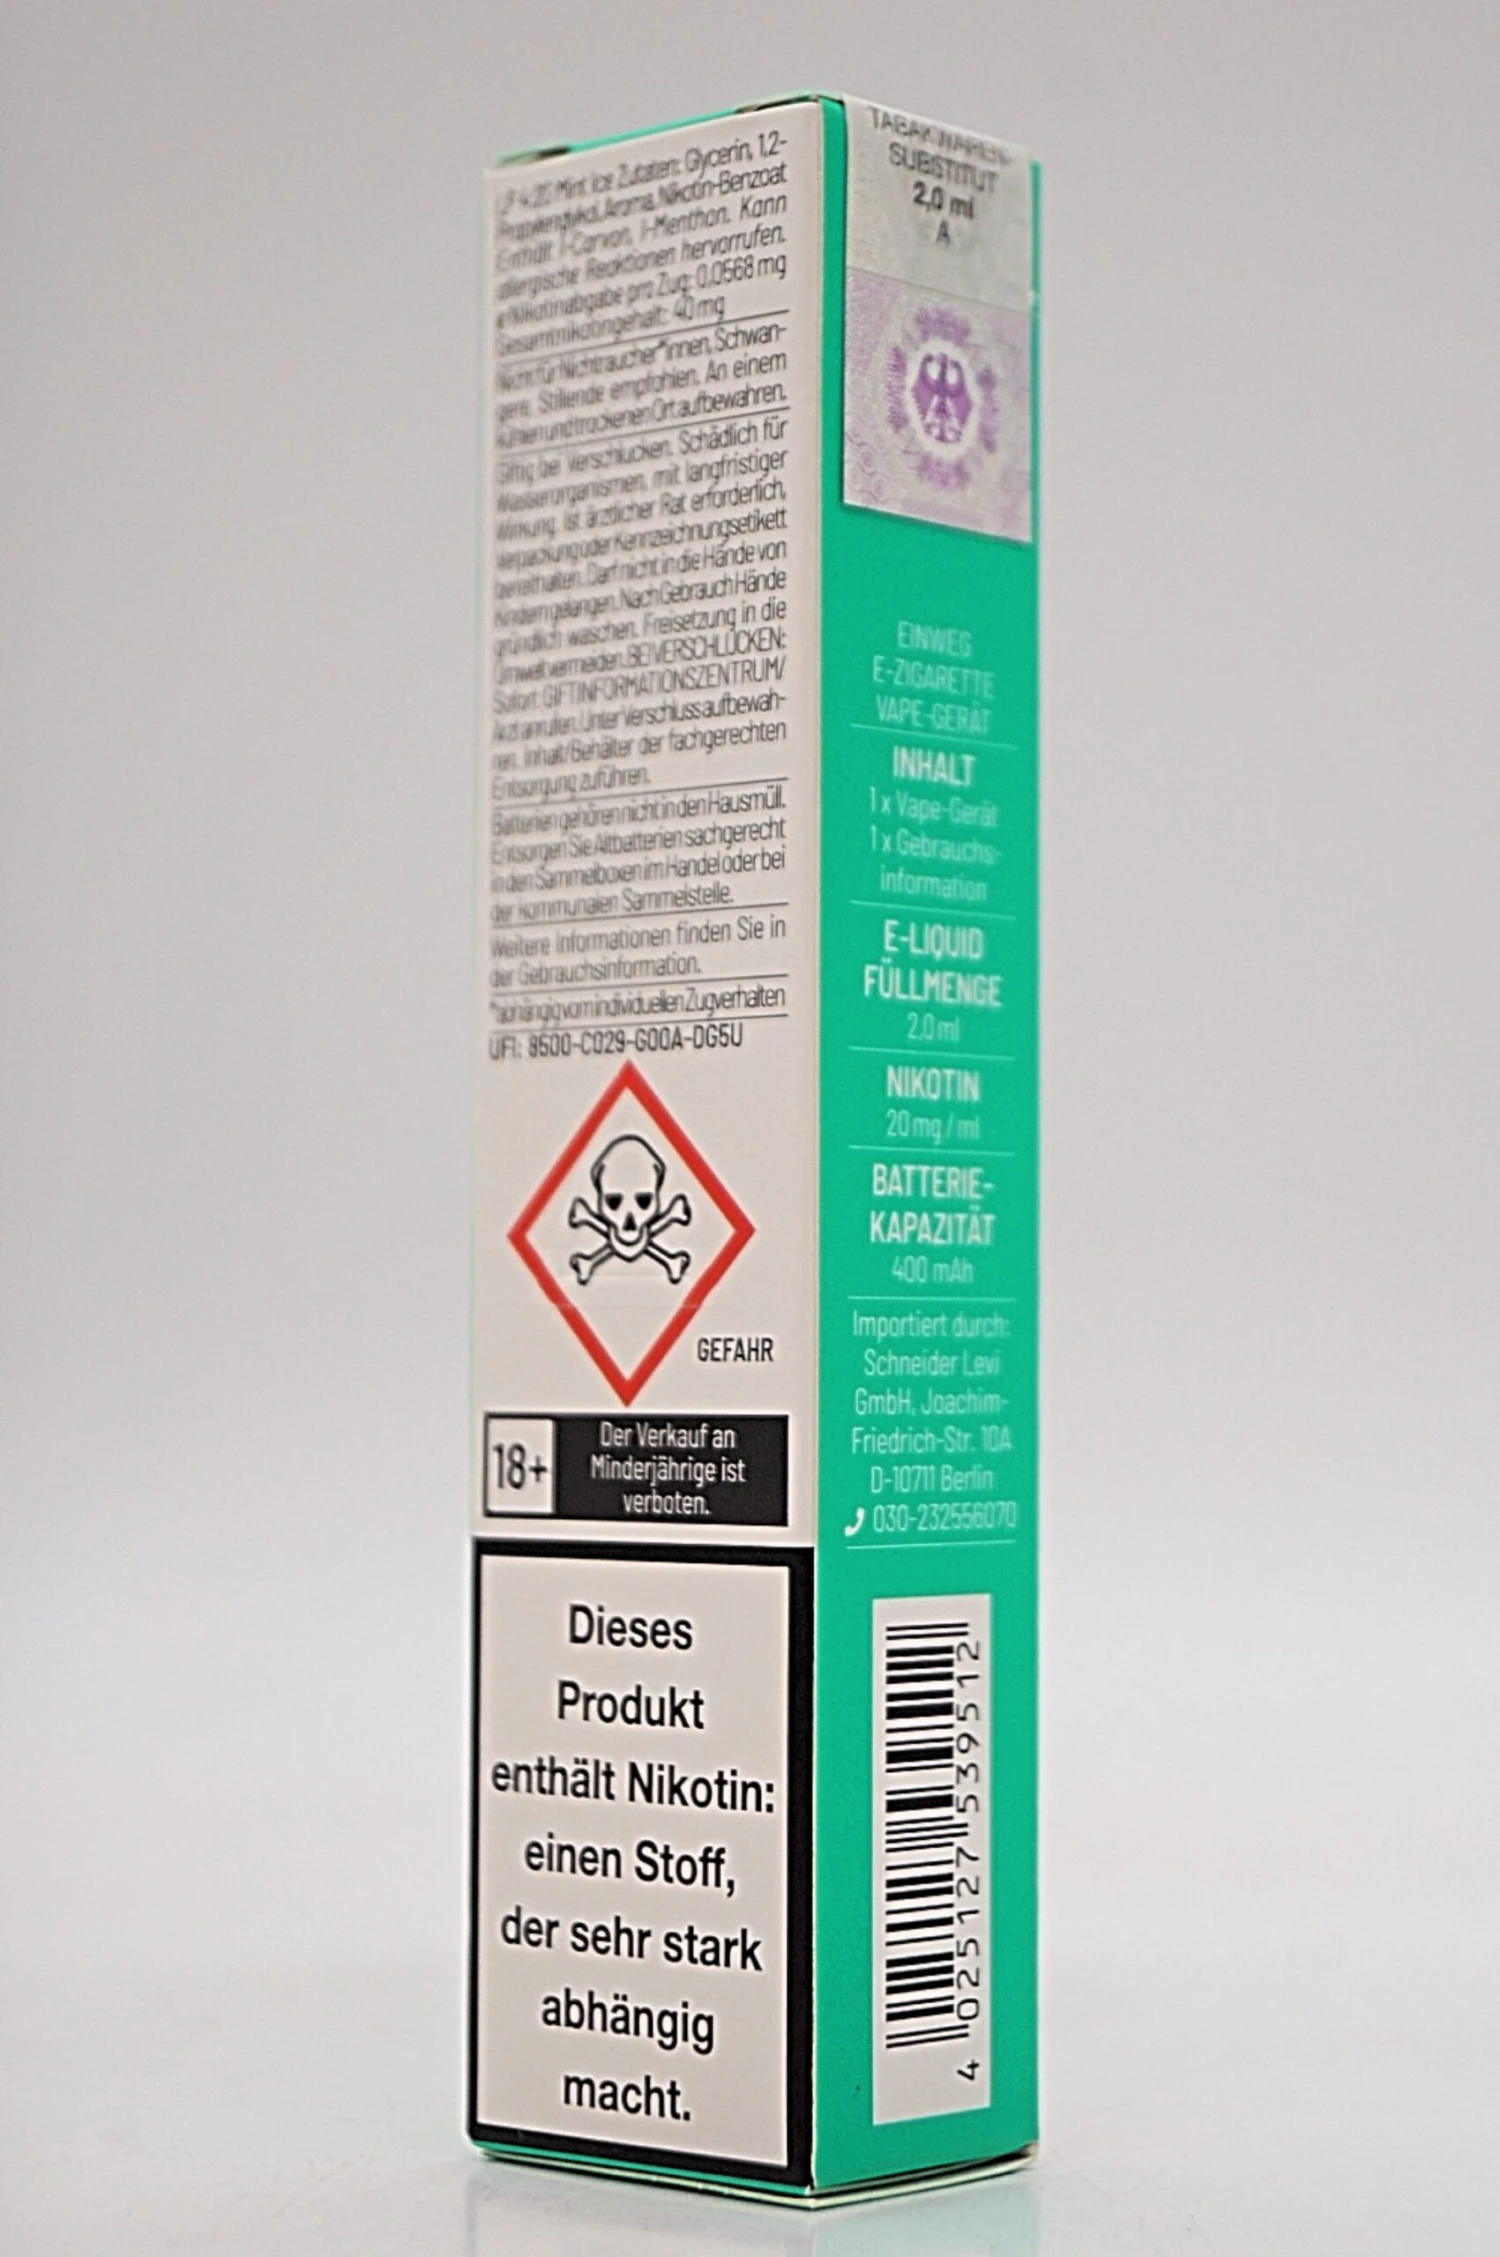 Mint Ice Zutaten: Glycerin, 1,2-
Propylenglykol, Aroma, Nikotin-Benzoat
Enthält l-Carvon, l-Menthon. Kann
allergische Reaktionen hervorrufen.
Nikotinabgabe pro Zug: 0,0568 mg
Gesamtnikotingehalt: 40 mg
Nicht für Nichtraucher*innen, Schwan-
gere, Stillende empfohlen. An einem
kühlen und trockenen Ort aufbewahren.
Giftig bei Verschlucken. Schädlich für
Wasserorganismen, mit langfristiger
Wirkung. Ist ärztlicher Rat erforderlich,
Verpackung oder Kennzeichnungsetikett
bereithalten. Darf nicht in die Hände von
Kindern gelangen. Nach Gebrauch Hände
gründlich waschen. Freisetzung in die
Umwelt vermeiden. BEI VERSCHLUCKEN:
Sofort GIFTINFORMATIONSZENTRUM/
Arzt anrufen. Unter Verschluss aufbewah-
ren. Inhalt/Behälter der fachgerechten
Entsorgung zuführen.
Batterien gehören nicht in den Hausmüll.
Entsorgen Sie Altbatterien sachgerecht
in den Sammelboxen im Handel oder bei
der kommunalen Sammelstelle.
Weitere Informationen finden Sie in
der Gebrauchsinformation.
*abhängig vom individuellen Zugverhalten
UFI: 8500-C029-G00A-DG5U
GEFAHR
18+
Der Verkauf an
Minderjährige ist
verboten.
Dieses
Produkt
enthält Nikotin:
einen Stoff,
der sehr stark
abhängig
macht.
TABAKWAREN-
SUBSTITUT
2,0 ml
A
EINWEG
E-ZIGARETTE
VAPE-GERÄT
INHALT
1 x Vape-Gerät
1 x Gebrauchs-
information
E-LIQUID
FÜLLMENGE
2,0 ml
NIKOTIN
20 mg / ml
BATTERIE-
KAPAZITÄT
400 mAh
Importiert durch:
Schneider Levi
GmbH, Joachim-
Friedrich-Str. 10A
D-10711 Berlin
030-232556070
4 025127 539512